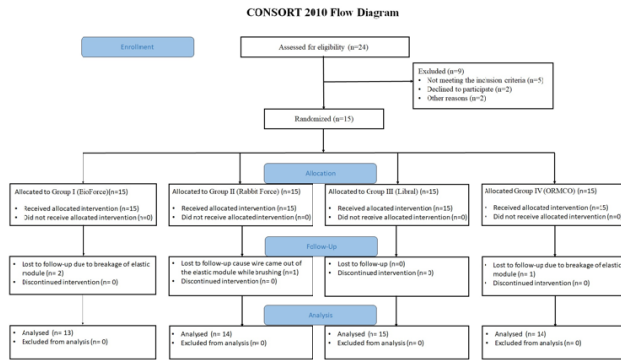 CONSORT 2010 Flow Diagram
Enrollment
Assessed for eligibility (n=24)
Excluded (n=9)
• Not meeting the inclusion criteria (n=5)
• Declined to participate (n=2)
• Other reasons (n=2)
Randomized (n=15)
Allocation
Allocated to Group I (BioForce)(n=15)
• Received allocated intervention (n=15)
• Did not receive allocated intervention (n=0)
Allocated to Group II (Rabbit Force) (n=15)
• Received allocated intervention (n=15)
• Did not receive allocated intervention (n=0)
Allocated to Group III (Libral) (n=15)
• Received allocated intervention (n=15)
• Did not receive allocated intervention (n=0)
Allocated Group IV (ORMCO) (n=15)
• Received allocated intervention (n=15)
• Did not receive allocated intervention (n=0)
Follow-Up
• Lost to follow-up due to breakage of elastic
module (n= 2)
• Discontinued intervention (n= 0)
• Lost to follow-up cause wire came out of
the elastic module while brushing (n=1)
• Discontinued intervention (n= 0)
• Lost to follow-up (n=0)
• Discontinued intervention (n= 3)
• Lost to follow-up due to breakage of elastic
module (n= 1)
• Discontinued intervention (n= 0)
Analysis
• Analysed (n= 13)
• Excluded from analysis (n= 0)
• Analysed (n= 14)
• Excluded from analysis (n= 0)
• Analysed (n= 15)
• Excluded from analysis (n= 0)
• Analysed (n= 14)
• Excluded from analysis (n= 0)